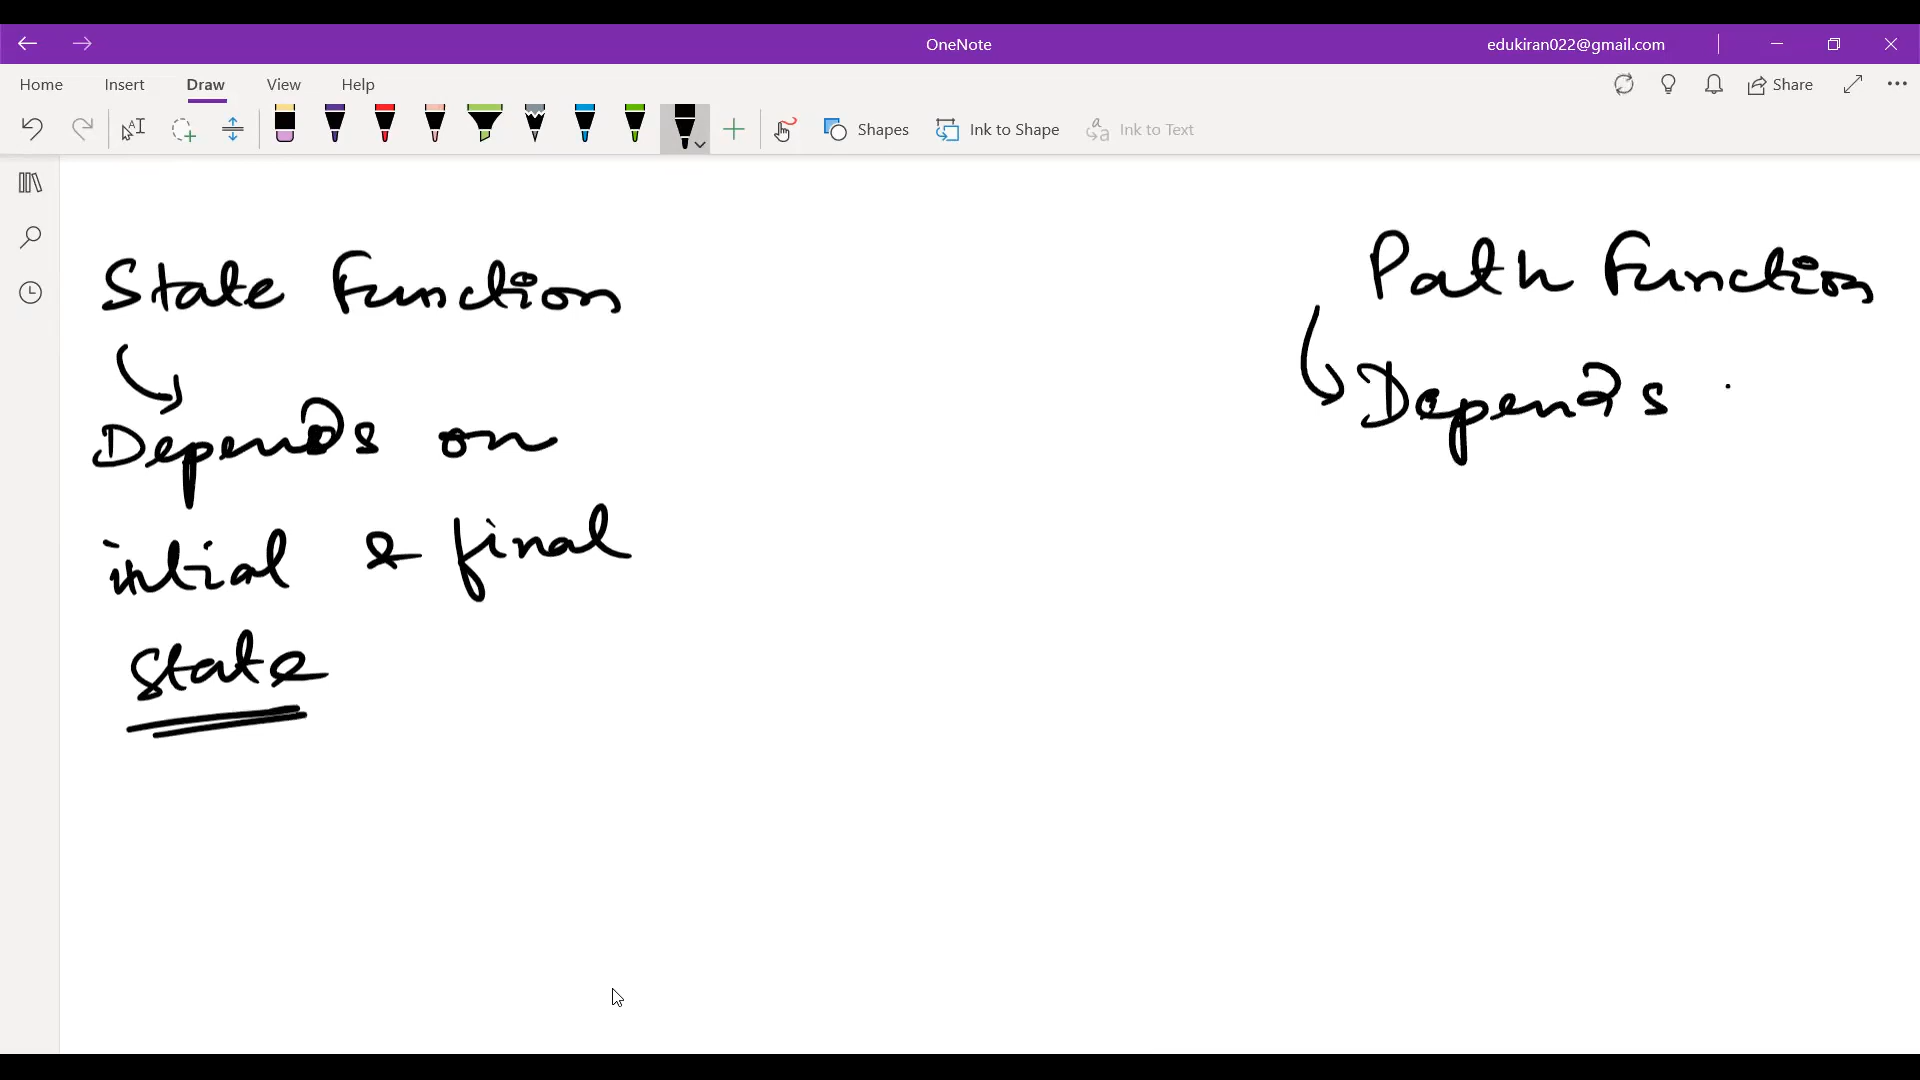 OneNote
edukiran022@gmail.com
Home Insert Draw View Help
Share
Shapes Ink to Shape Ink to Text
State Function
Depends on
intial & final
state
Path Function
Depends